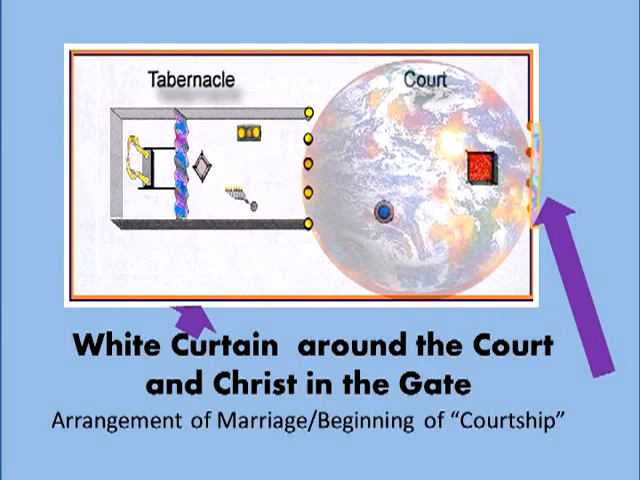 Tabernacle Court
White Curtain around the Court
and Christ in the Gate
Arrangement of Marriage/Beginning of “Courtship”